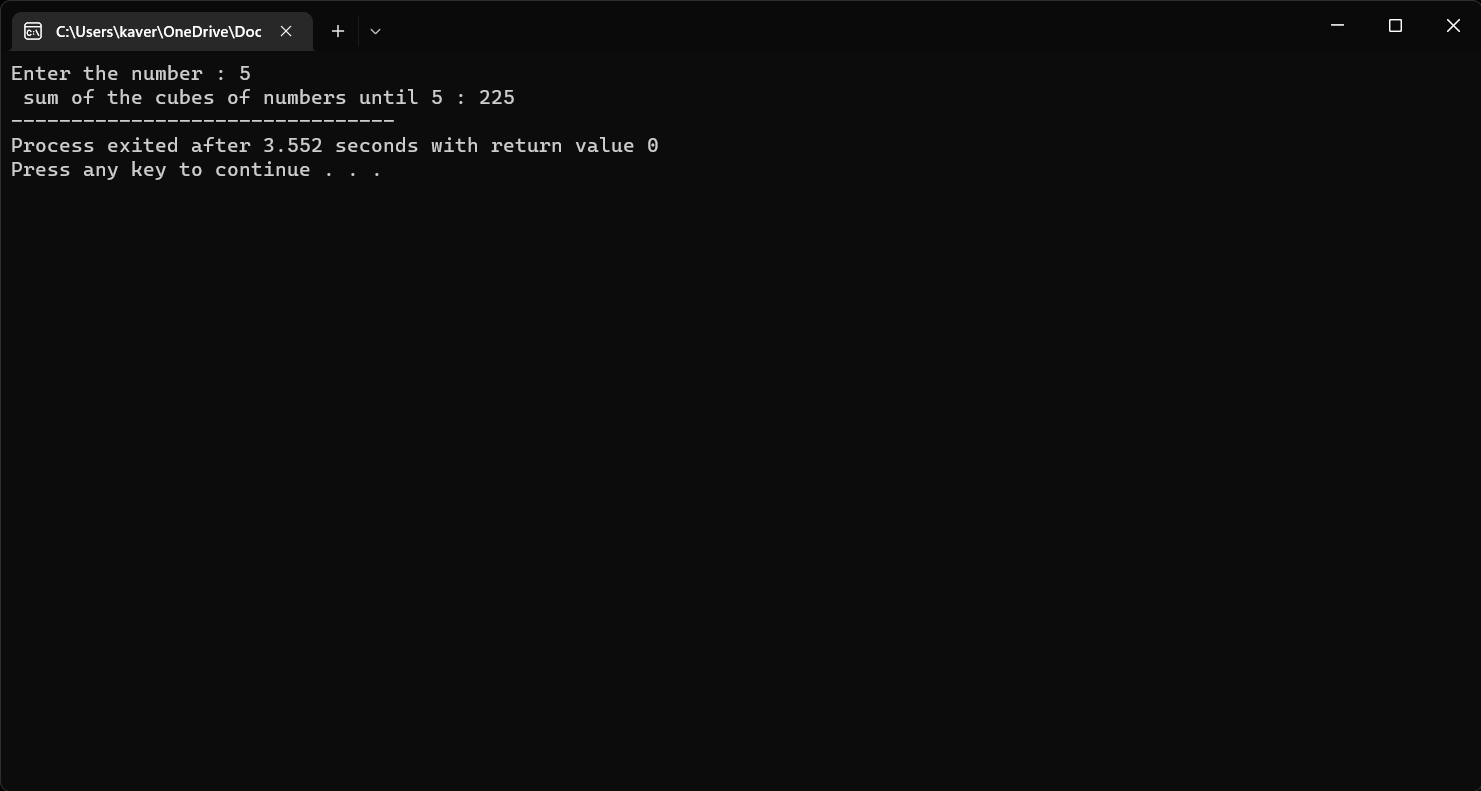 C:\Users\kaver\OneDrive\Doc
Enter the number : 5
 sum of the cubes of numbers until 5 : 225
--------------------------------
Process exited after 3.552 seconds with return value 0
Press any key to continue . . .